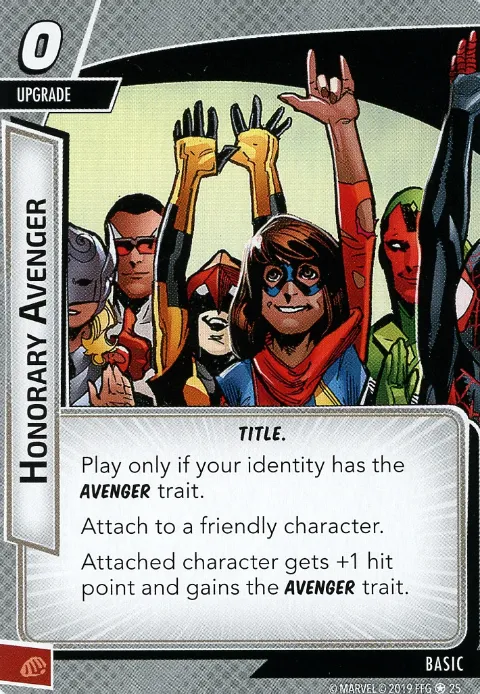 0
UPGRADE
HONORARY AVENGER
TITLE.
Play only if your identity has the
AVENGER trait.
Attach to a friendly character.
Attached character gets +1 hit
point and gains the AVENGER trait.
BASIC
© MARVEL © 2019 FFG 25